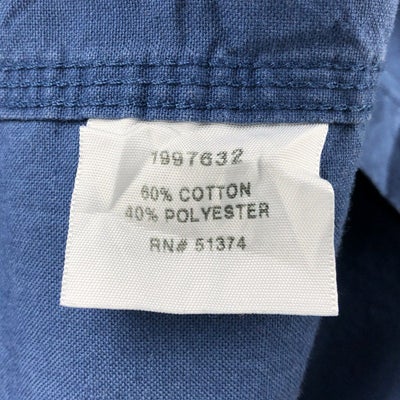 1997632
60% COTTON
40% POLYESTER
RN# 51374